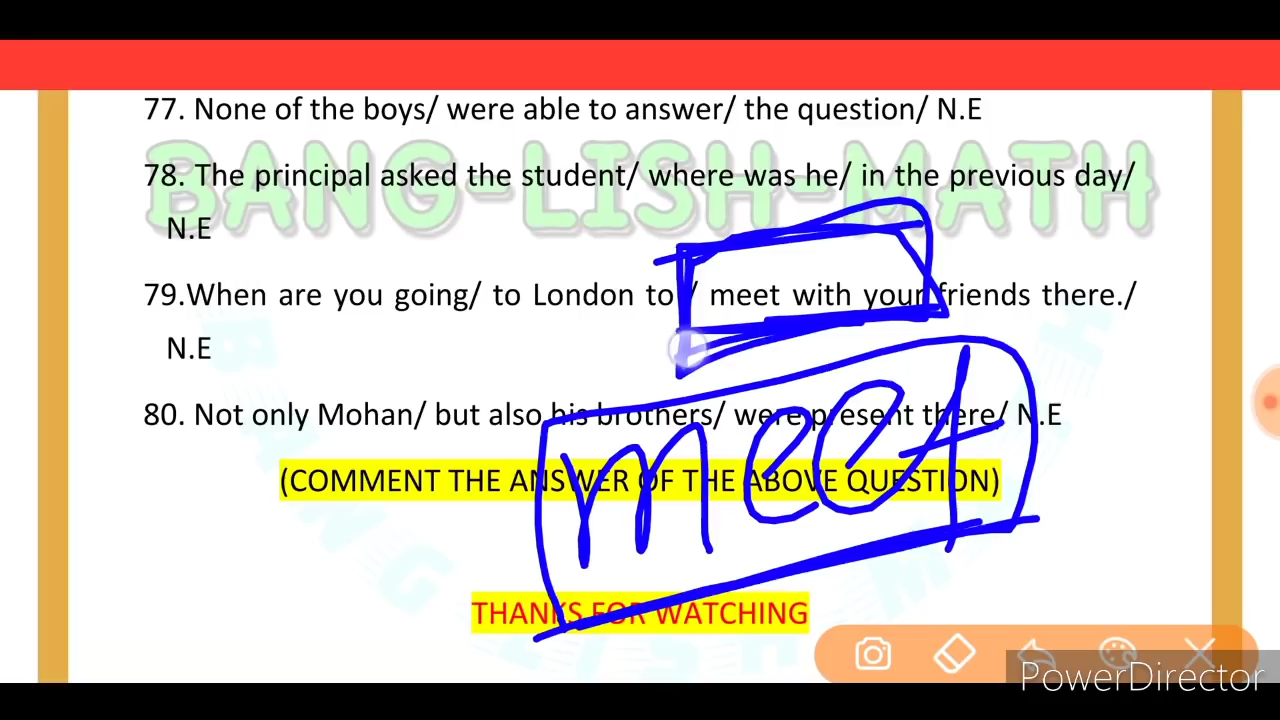 77. None of the boys/ were able to answer/ the question/ N.E
BANG-LISH-MATH
78. The principal asked the student/ where was he/ in the previous day/
N.E
79.When are you going/ to London to / meet with your friends there./
N.E
80. Not only Mohan/ but also his brothers/ were present there/ N.E
meet
(COMMENT THE ANSWER OF THE ABOVE QUESTION)
THANKS FOR WATCHING
PowerDirector